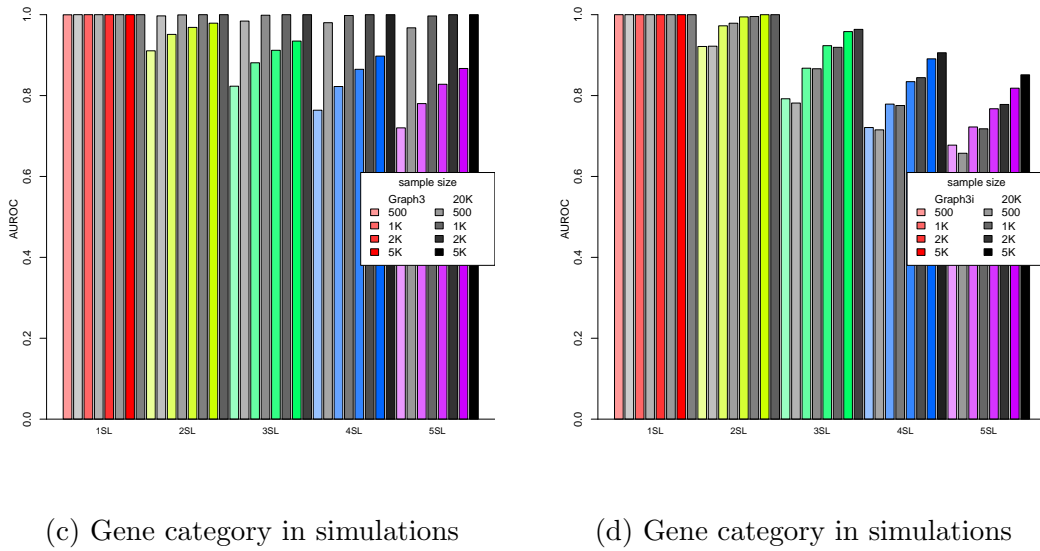 1.0
0.8
0.6
0.4
0.2
0.0
AUROC
sample size
Graph3 20K
500 500
1K 1K
2K 2K
5K 5K
1SL 2SL 3SL 4SL 5SL
(c) Gene category in simulations
1.0
0.8
0.6
0.4
0.2
0.0
AUROC
sample size
Graph3i 20K
500 500
1K 1K
2K 2K
5K 5K
1SL 2SL 3SL 4SL 5SL
(d) Gene category in simulations